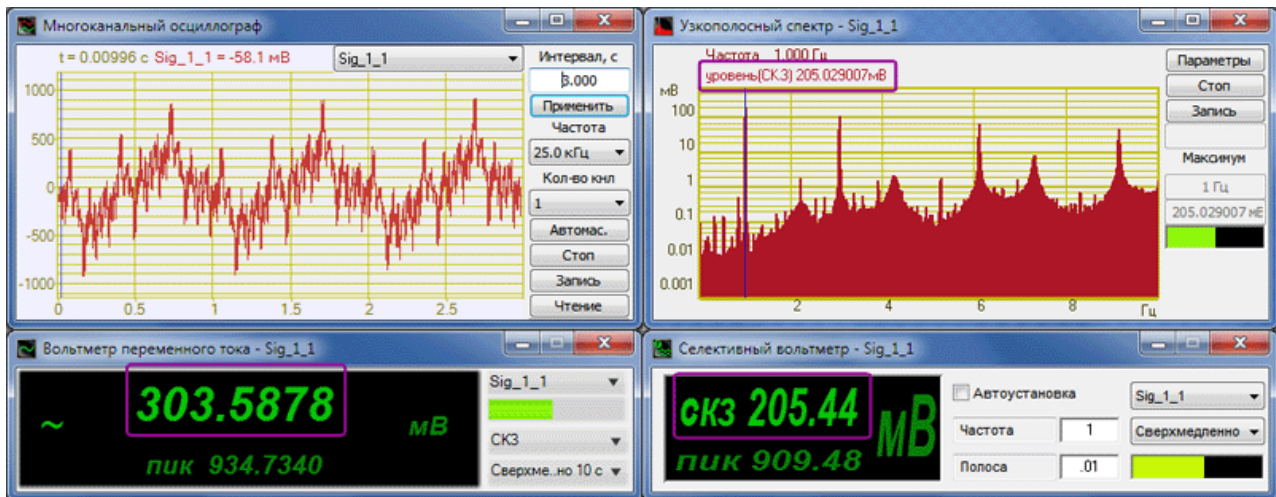 Многоканальный осциллограф
t = 0.00996 с Sig_1_1 = -58.1 мВ
Sig_1_1
Интервал, с
3.000
Применить
Частота
25.0 кГц
Кол-во кнл
1
Автомас.
Стоп
Запись
Чтение
1000
500
0
-500
-1000
0 0.5 1 1.5 2 2.5
Узкополосный спектр - Sig_1_1
Частота 1.000 Гц
уровень(СКЗ) 205.029007мВ
мВ
100
10
1
0.1
0.01
0.001
2 4 6 8 Гц
Параметры
Стоп
Запись
Максимум
1 Гц
205.029007 мЕ
Вольтметр переменного тока - Sig_1_1
~ 303.5878 мВ
пик 934.7340
Sig_1_1
СКЗ
Сверхме..но 10 с
Селективный вольтметр - Sig_1_1
скз 205.44 мВ
пик 909.48
Автоустановка
Частота 1
Полоса .01
Sig_1_1
Сверхмедленно